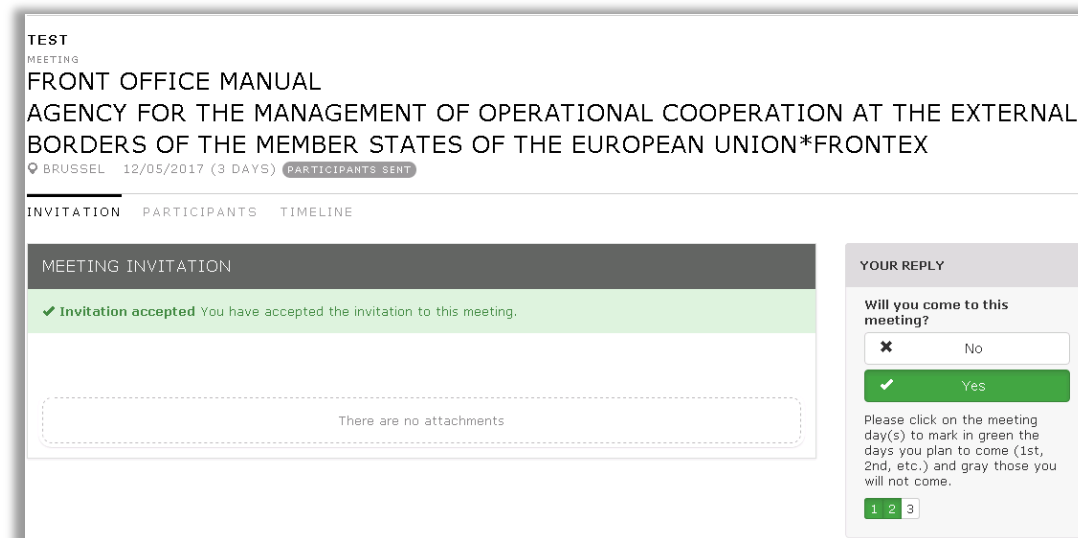 TEST
MEETING
FRONT OFFICE MANUAL
AGENCY FOR THE MANAGEMENT OF OPERATIONAL COOPERATION AT THE EXTERNAL
BORDERS OF THE MEMBER STATES OF THE EUROPEAN UNION*FRONTEX
BRUSSEL 12/05/2017 (3 DAYS) PARTICIPANTS SENT
INVITATION PARTICIPANTS TIMELINE
MEETING INVITATION
Invitation accepted You have accepted the invitation to this meeting.
There are no attachments
YOUR REPLY
Will you come to this
meeting?
No
Yes
Please click on the meeting
day(s) to mark in green the
days you plan to come (1st,
2nd, etc.) and gray those you
will not come.
1 2 3